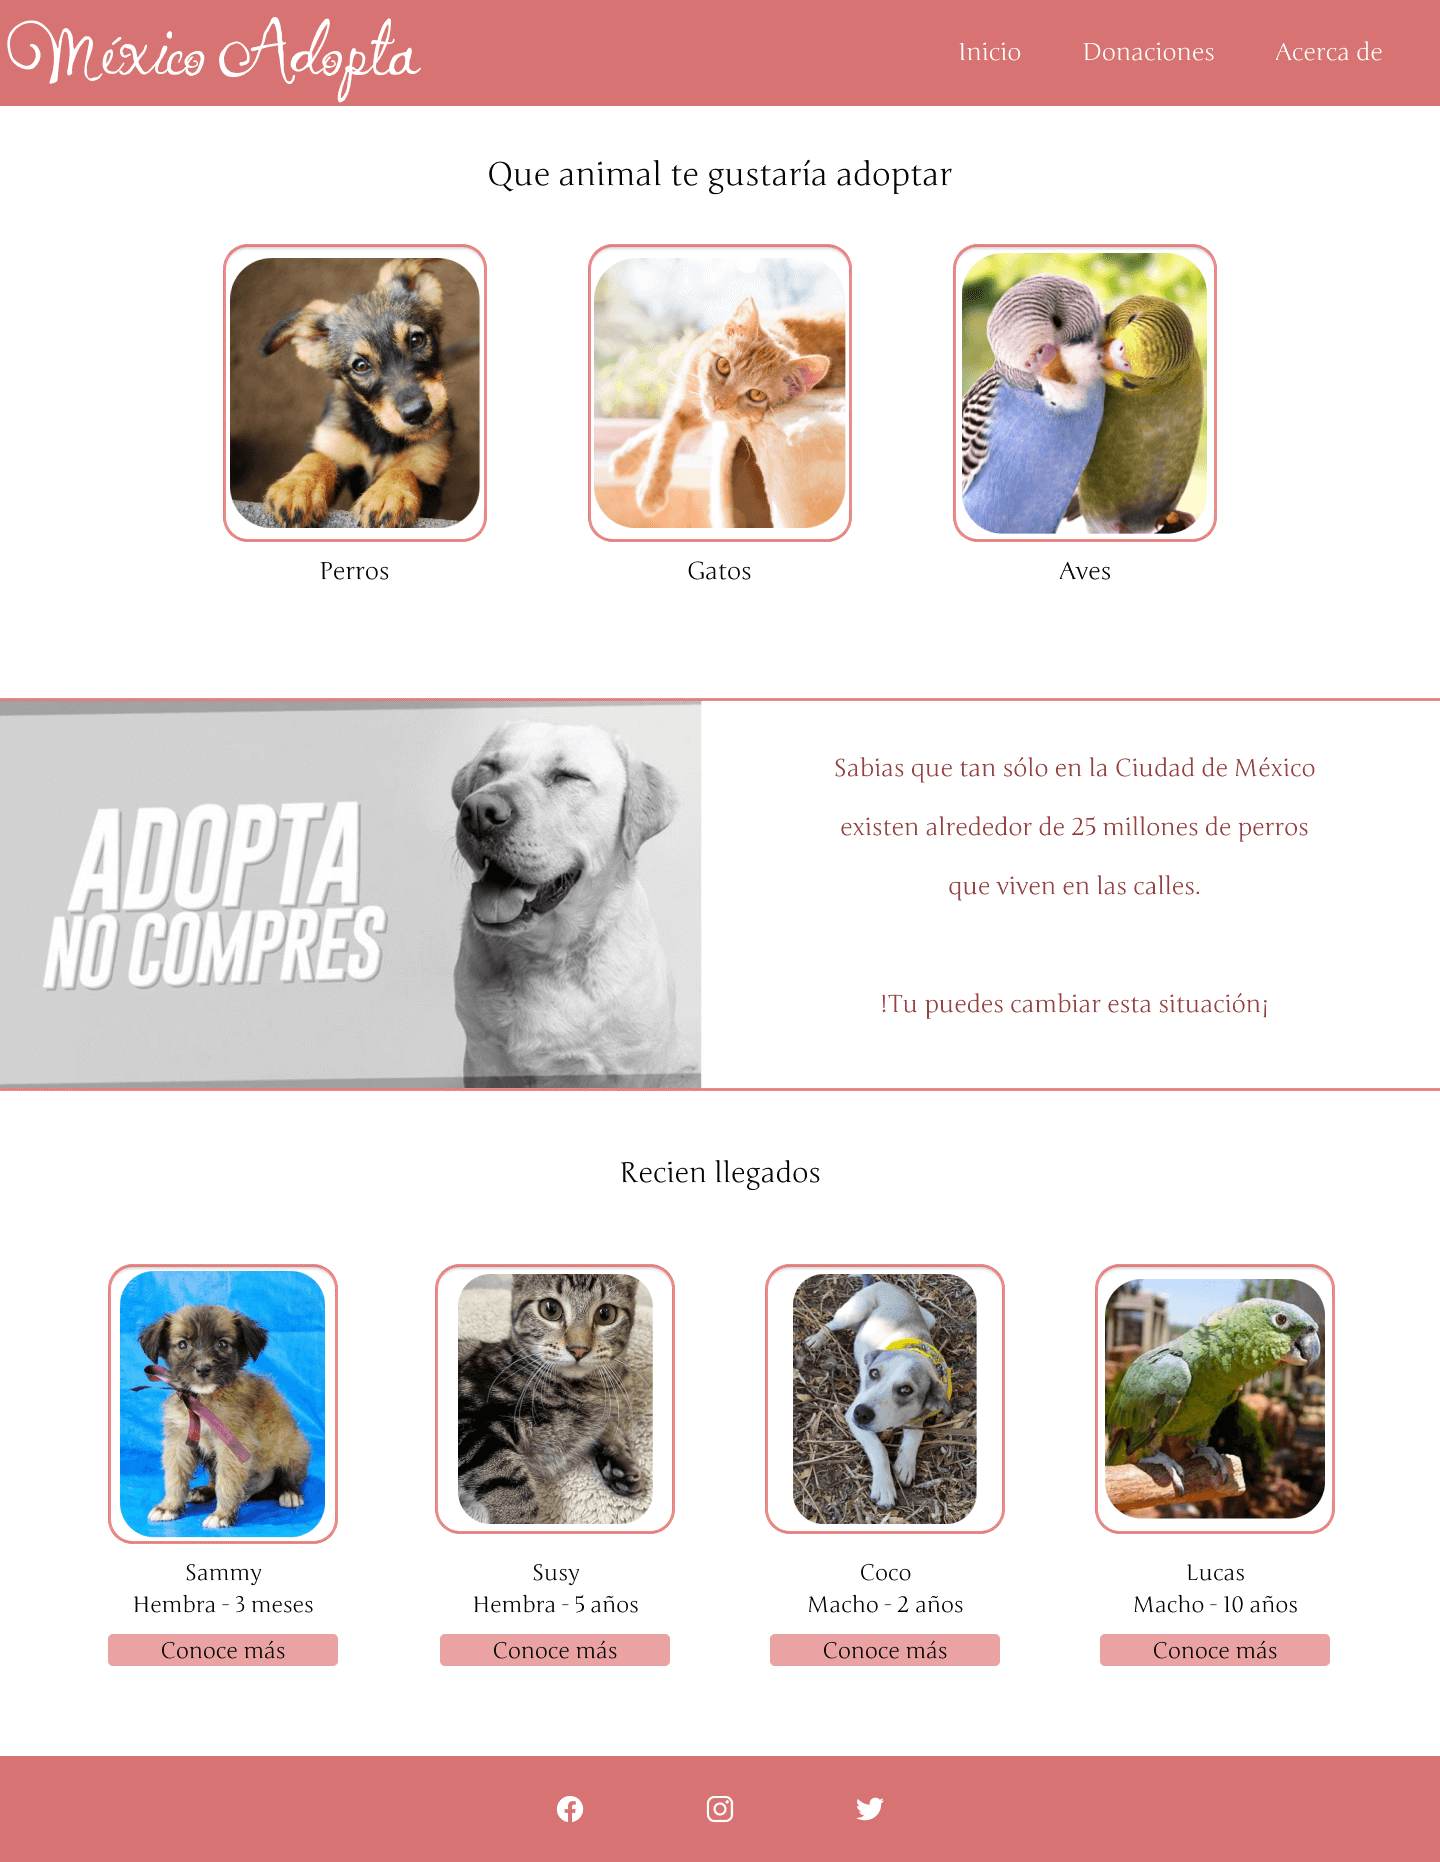 México Adopta
Inicio Donaciones Acerca de
Que animal te gustaría adoptar
Perros Gatos Aves
ADOPTA
NO COMPRES
Sabias que tan sólo en la Ciudad de México
existen alrededor de 25 millones de perros
que viven en las calles.
!Tu puedes cambiar esta situación¡
Recien llegados
Sammy
Hembra - 3 meses
Conoce más
Susy
Hembra - 5 años
Conoce más
Coco
Macho - 2 años
Conoce más
Lucas
Macho - 10 años
Conoce más